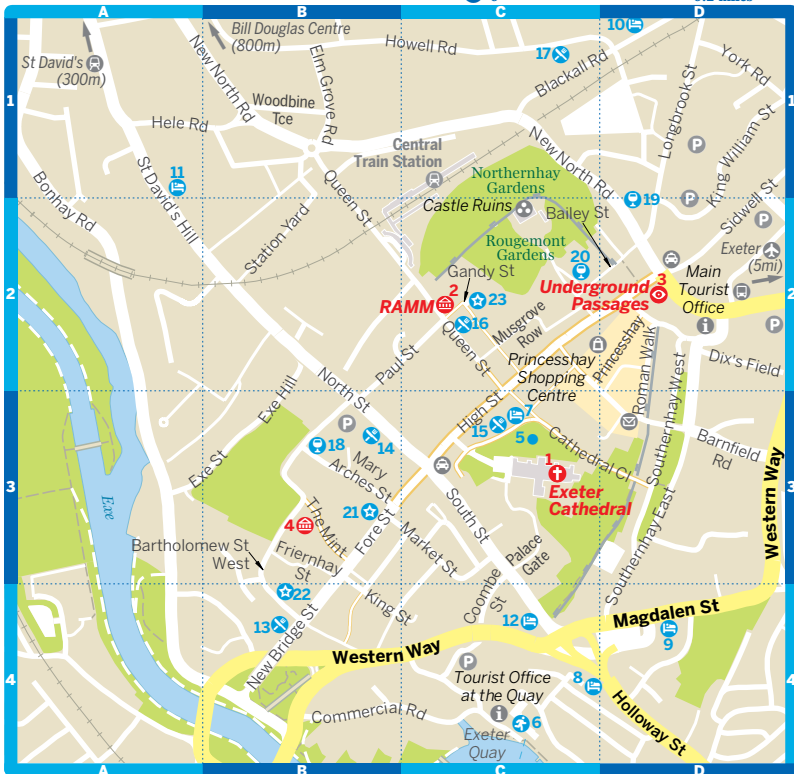 A
B
C
D
Bill Douglas Centre
(800m)
St David's
(300m)
New North Rd
Elm Grove Rd
Howell Rd
17
10
Blackall Rd
York Rd
1
1
Woodbine
Tce
Hele Rd
Central
Train Station
New North Rd
Longbrook St
King William St
11
St David's Hill
Queen St
Northernhay
Gardens
Castle Ruins
Bailey St
19
Sidwell St
Bonhay Rd
Station Yard
Rougemont
Gardens
20
Exeter
(5mi)
Gandy St
Underground
Passages
3
Main
Tourist
Office
2
2
RAMM
2
23
16
Musgrove
Row
Queen St
Paul St
Princesshay
Shopping
Centre
Princesshay
Roman Walk
Dix's Field
Exe Hill
North St
High St
7
15
5
Cathedral Cl
Southernhay West
Barnfield
Rd
18
14
Mary
Arches St
Exe St
1
Exeter
Cathedral
3
3
Exe
South St
Western Way
21
4
The Mint
Fore St
Market St
Palace
Gate
Southernhay East
Bartholomew St
West
Friernhay
St
22
Coombe
St
King St
13
12
Magdalen St
9
New Bridge St
Western Way
4
4
Tourist Office
at the Quay
8
Holloway St
Commercial Rd
6
Exeter
Quay
A
B
C
D